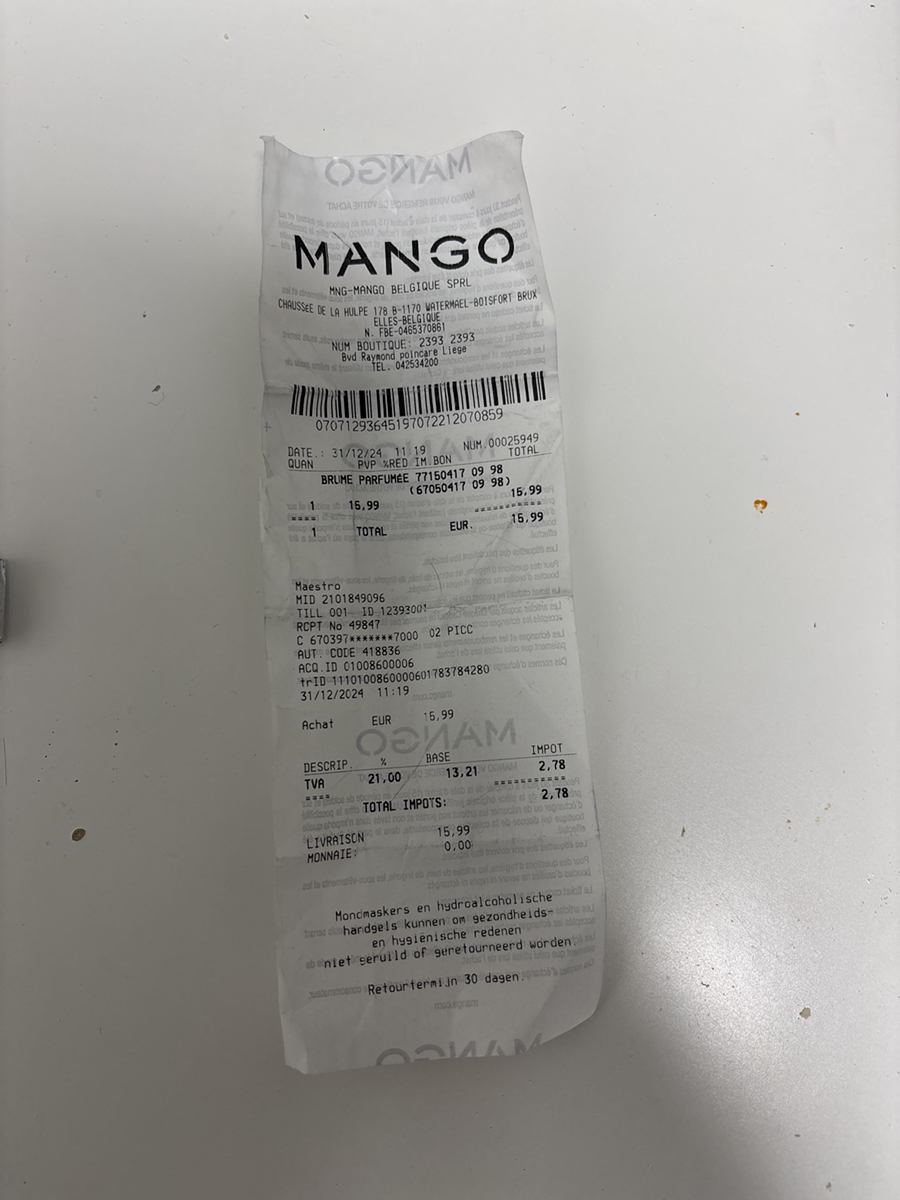 MANGO
MNG-MANGO BELGIQUE SPRL
CHAUSSéE DE LA HULPE 178 B-1170 WATERMAEL-BOISFORT BRUX
ELLES-BELGIQUE
N. FBE-0465370861
NUM BOUTIQUE: 2393 2393
Bvd Raymond poincare Liege
TEL. 042534200
07071293645197072212070859
DATE.: 31/12/24 11:19 NUM.00025949
QUAN PVP %RED IM.BON TOTAL
BRUME PARFUMéE 77150417 09 98
(67050417 09 98)
1 15,99 15,99
==== ===========
1 TOTAL EUR. 15,99
Maestro
MID 2101849096
TILL 001 ID 12393001
RCPT No 49847
C 670397*******7000 02 PICC
AUT. CODE 418836
ACQ.ID 01008600006
trID 1110100860000601783784280
31/12/2024 11:19
Achat EUR 15,99
DESCRIP. % BASE IMPOT
TVA 21,00 13,21 2,78
==== ===========
TOTAL IMPOTS: 2,78
LIVRAISON 15,99
MONNAIE: 0,00
Mondmaskers en hydroalcoholische
hardgels kunnen om gezondheids-
en hygiënische redenen
niet geruild of geretourneerd worden.
Retourtermijn 30 dagen.